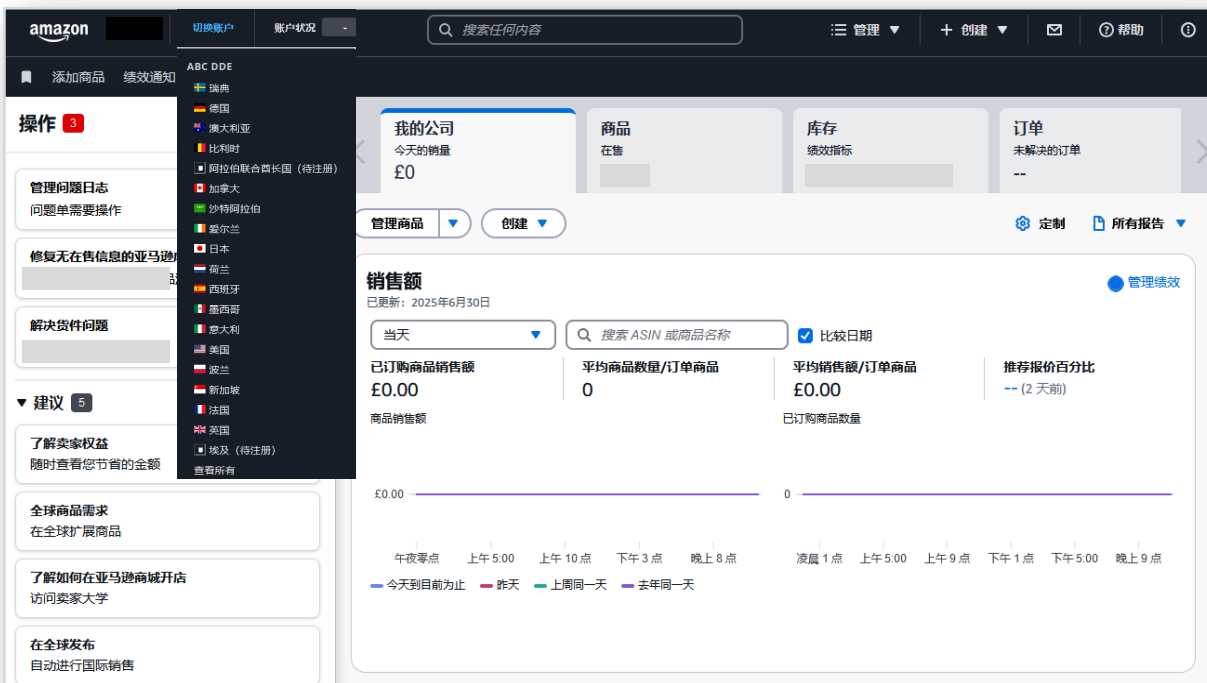 amazon
切换账户
账户状况
-
搜索任何内容
管理
创建
帮助
添加商品
绩效通知
ABC DDE
瑞典
德国
澳大利亚
比利时
阿拉伯联合酋长国（待注册）
加拿大
沙特阿拉伯
爱尔兰
日本
荷兰
西班牙
墨西哥
意大利
美国
波兰
新加坡
法国
英国
埃及（待注册）
查看所有
操作 3
管理问题日志
问题单需要操作
修复无在售信息的亚马逊
解决货件问题
建议 5
了解卖家权益
随时查看您节省的金额
全球商品需求
在全球扩展商品
了解如何在亚马逊商城开店
访问卖家大学
在全球发布
自动进行国际销售
我的公司
今天的销量
£0
商品
在售
库存
绩效指标
订单
未解决的订单
--
管理商品
创建
定制
所有报告
销售额
已更新：2025年6月30日
管理绩效
当天
搜索 ASIN 或商品名称
比较日期
已订购商品销售额
£0.00
平均商品数量/订单商品
0
平均销售额/订单商品
£0.00
推荐报价百分比
-- (2 天前)
商品销售额
£0.00
午夜零点 上午 5:00 上午 10 点 下午 3 点 晚上 8 点
已订购商品数量
0
凌晨 1 点 上午 5:00 上午 9 点 下午 1 点 下午 5:00 晚上 9 点
今天到目前为止 昨天 上周同一天 去年同一天